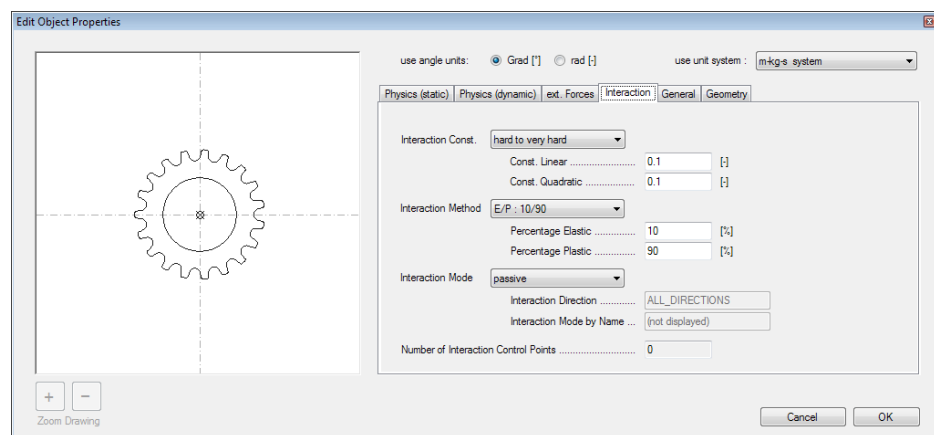 Edit Object Properties
use angle units: Grad [°] rad [-] use unit system : m-kg-s system
Physics (static) Physics (dynamic) ext. Forces Interaction General Geometry
Interaction Const. hard to very hard
Const. Linear ...................... 0.1 [-]
Const. Quadratic ................. 0.1 [-]
Interaction Method E/P : 10/90
Percentage Elastic .............. 10 [%]
Percentage Plastic .............. 90 [%]
Interaction Mode passive
Interaction Direction ............ ALL_DIRECTIONS
Interaction Mode by Name ... (not displayed)
Number of Interaction Control Points .......................... 0
+ −
Zoom Drawing
Cancel OK